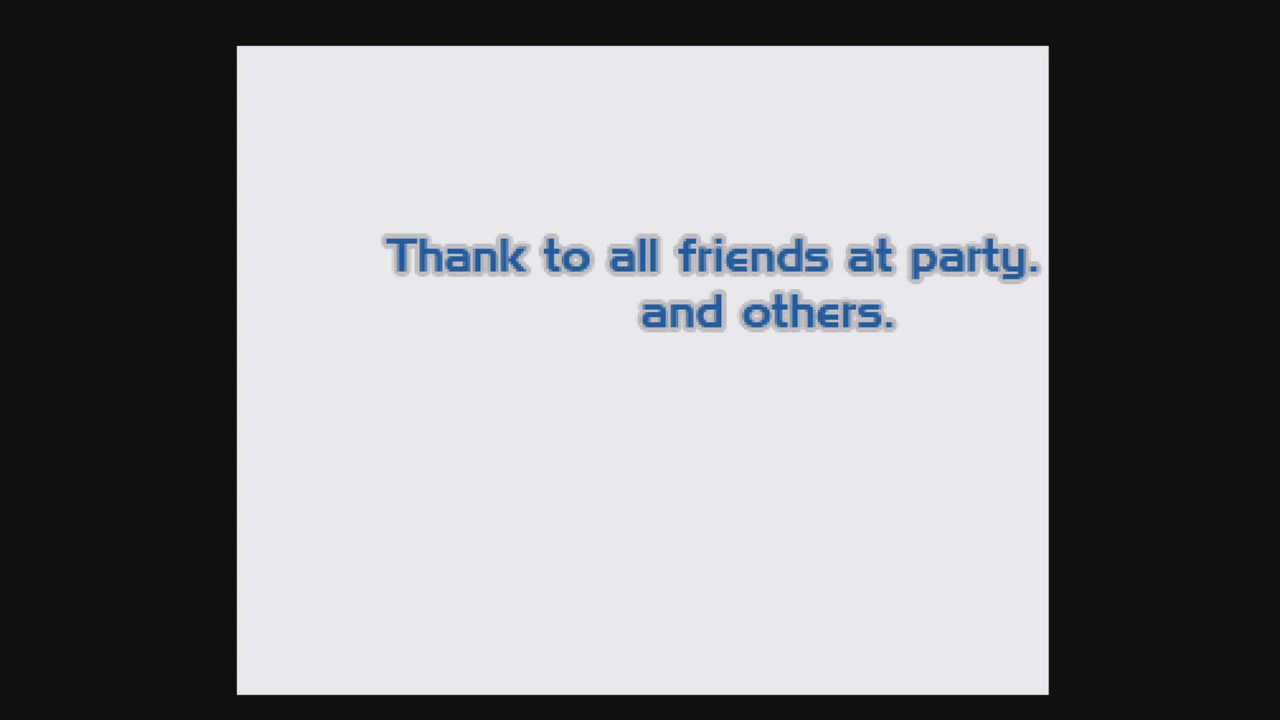 Thank to all friends at party.
and others.